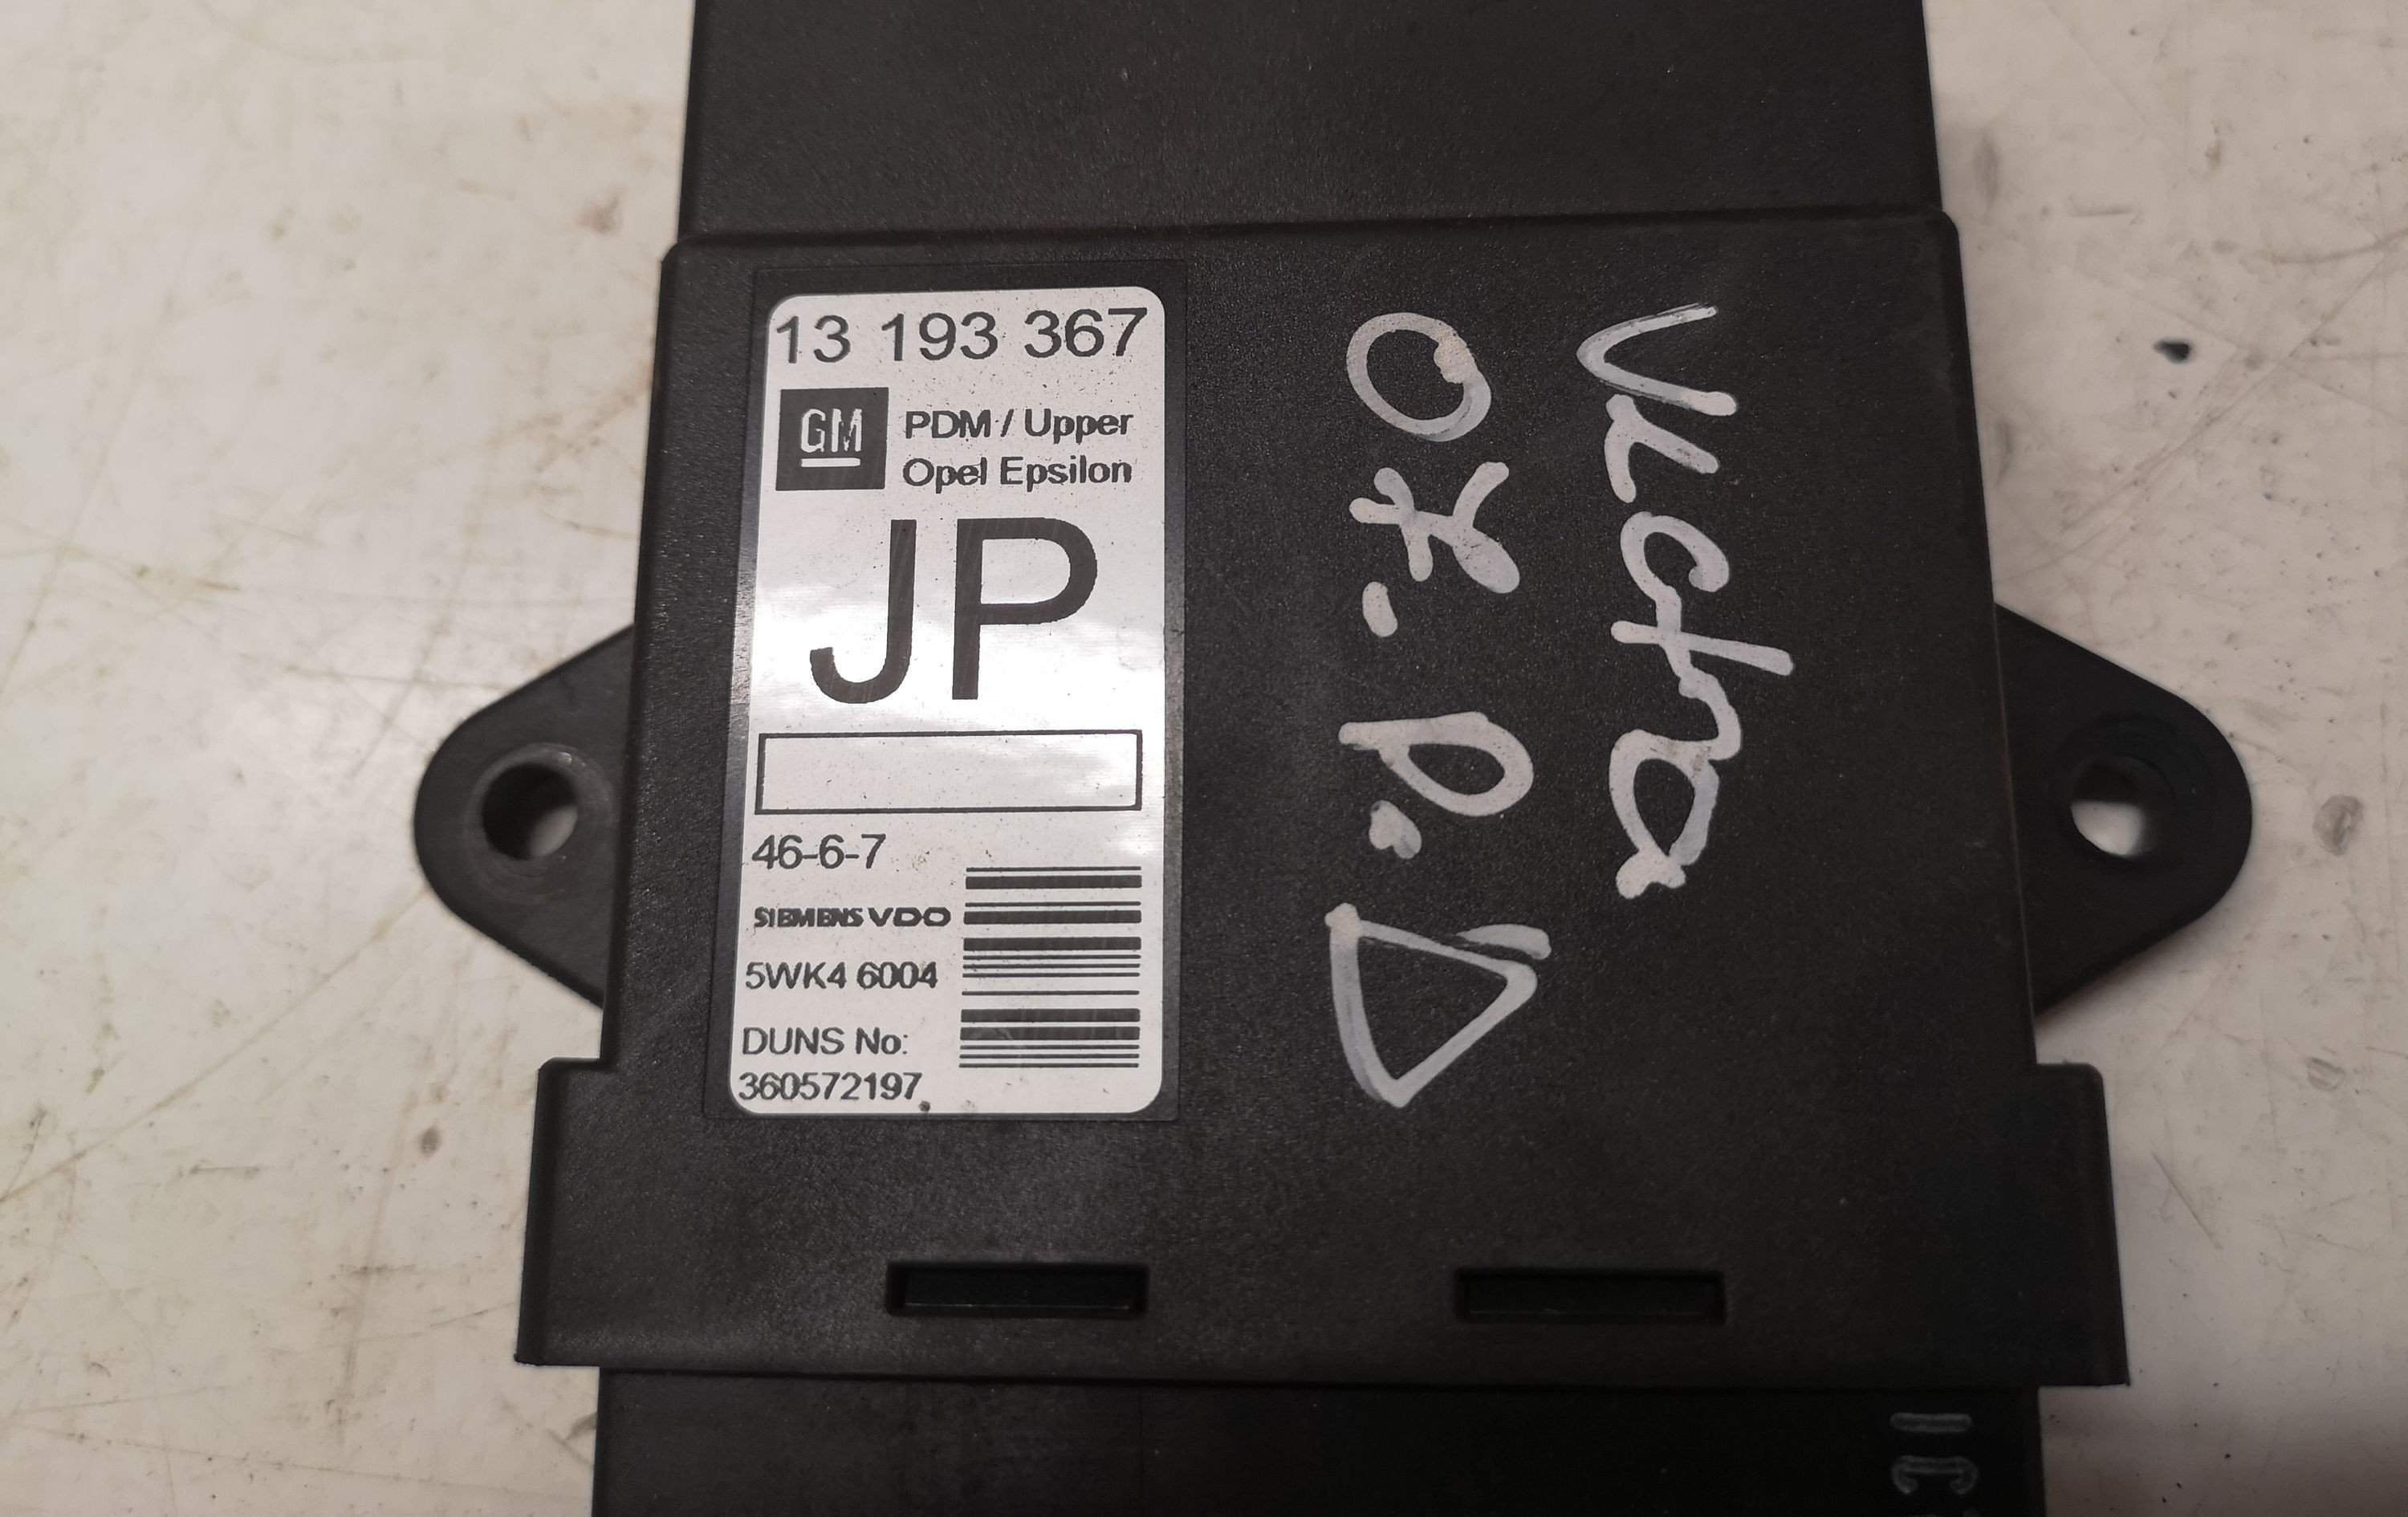 13 193 367
GM
PDM / Upper
Opel Epsilon
JP
46-6-7
SIEMENS VDO
5WK4 6004
DUNS No:
360572197
Vectra
07. P.D